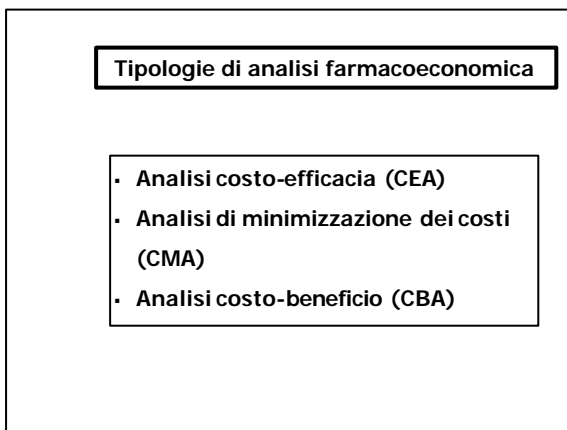 Tipologie di analisi farmacoeconomica
▪ Analisi costo-efficacia (CEA)
▪ Analisi di minimizzazione dei costi
(CMA)
▪ Analisi costo-beneficio (CBA)